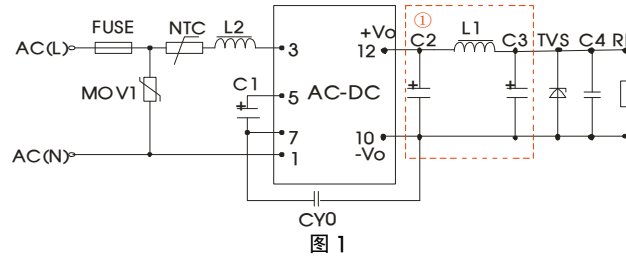 ①
FUSE
NTC
L2
+Vo
C2
L1
C3
TVS
C4
AC(L)
3
12
C1
5
AC-DC
MOV1
7
10
AC(N)
1
-Vo
CY0
图 1